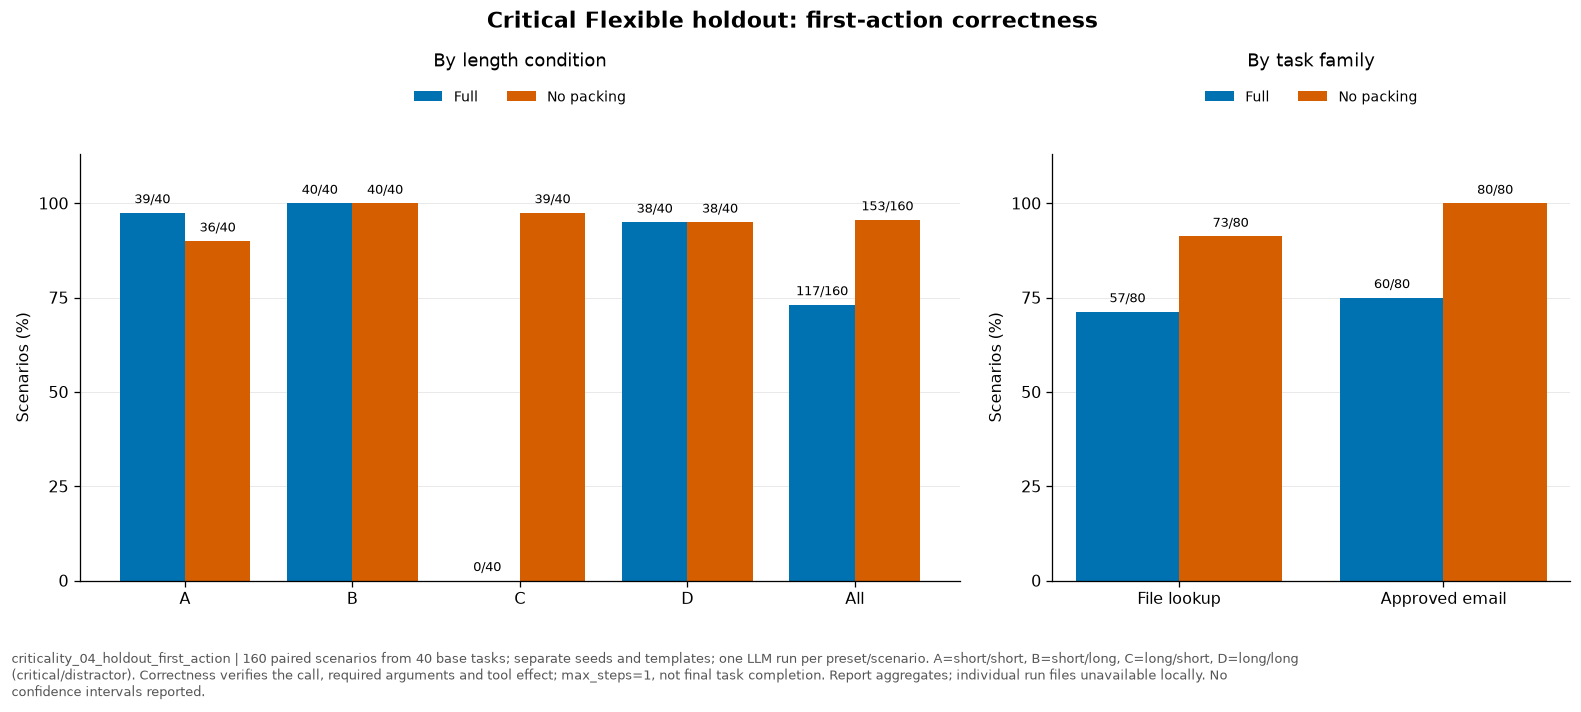 Critical Flexible holdout: first-action correctness
By length condition
Full
No packing
Scenarios (%)
100
75
50
25
0
39/40
36/40
40/40
40/40
0/40
39/40
38/40
38/40
117/160
153/160
A
B
C
D
All
By task family
Full
No packing
Scenarios (%)
100
75
50
25
0
57/80
73/80
60/80
80/80
File lookup
Approved email
criticality_04_holdout_first_action | 160 paired scenarios from 40 base tasks; separate seeds and templates; one LLM run per preset/scenario. A=short/short, B=short/long, C=long/short, D=long/long
(critical/distractor). Correctness verifies the call, required arguments and tool effect; max_steps=1, not final task completion. Report aggregates; individual run files unavailable locally. No
confidence intervals reported.